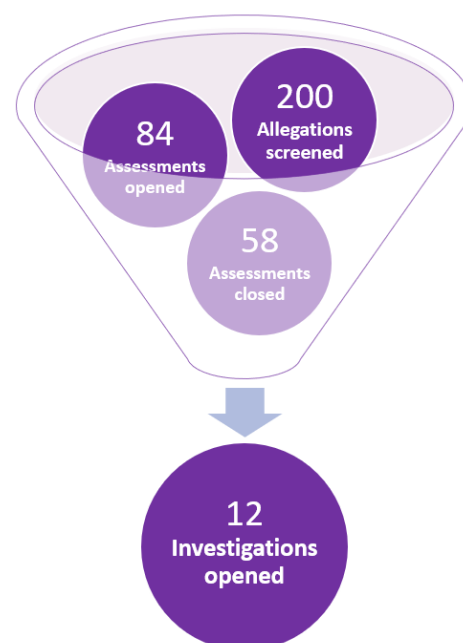 200
Allegations
screened
84
Assessments
opened
58
Assessments
closed
12
Investigations
opened